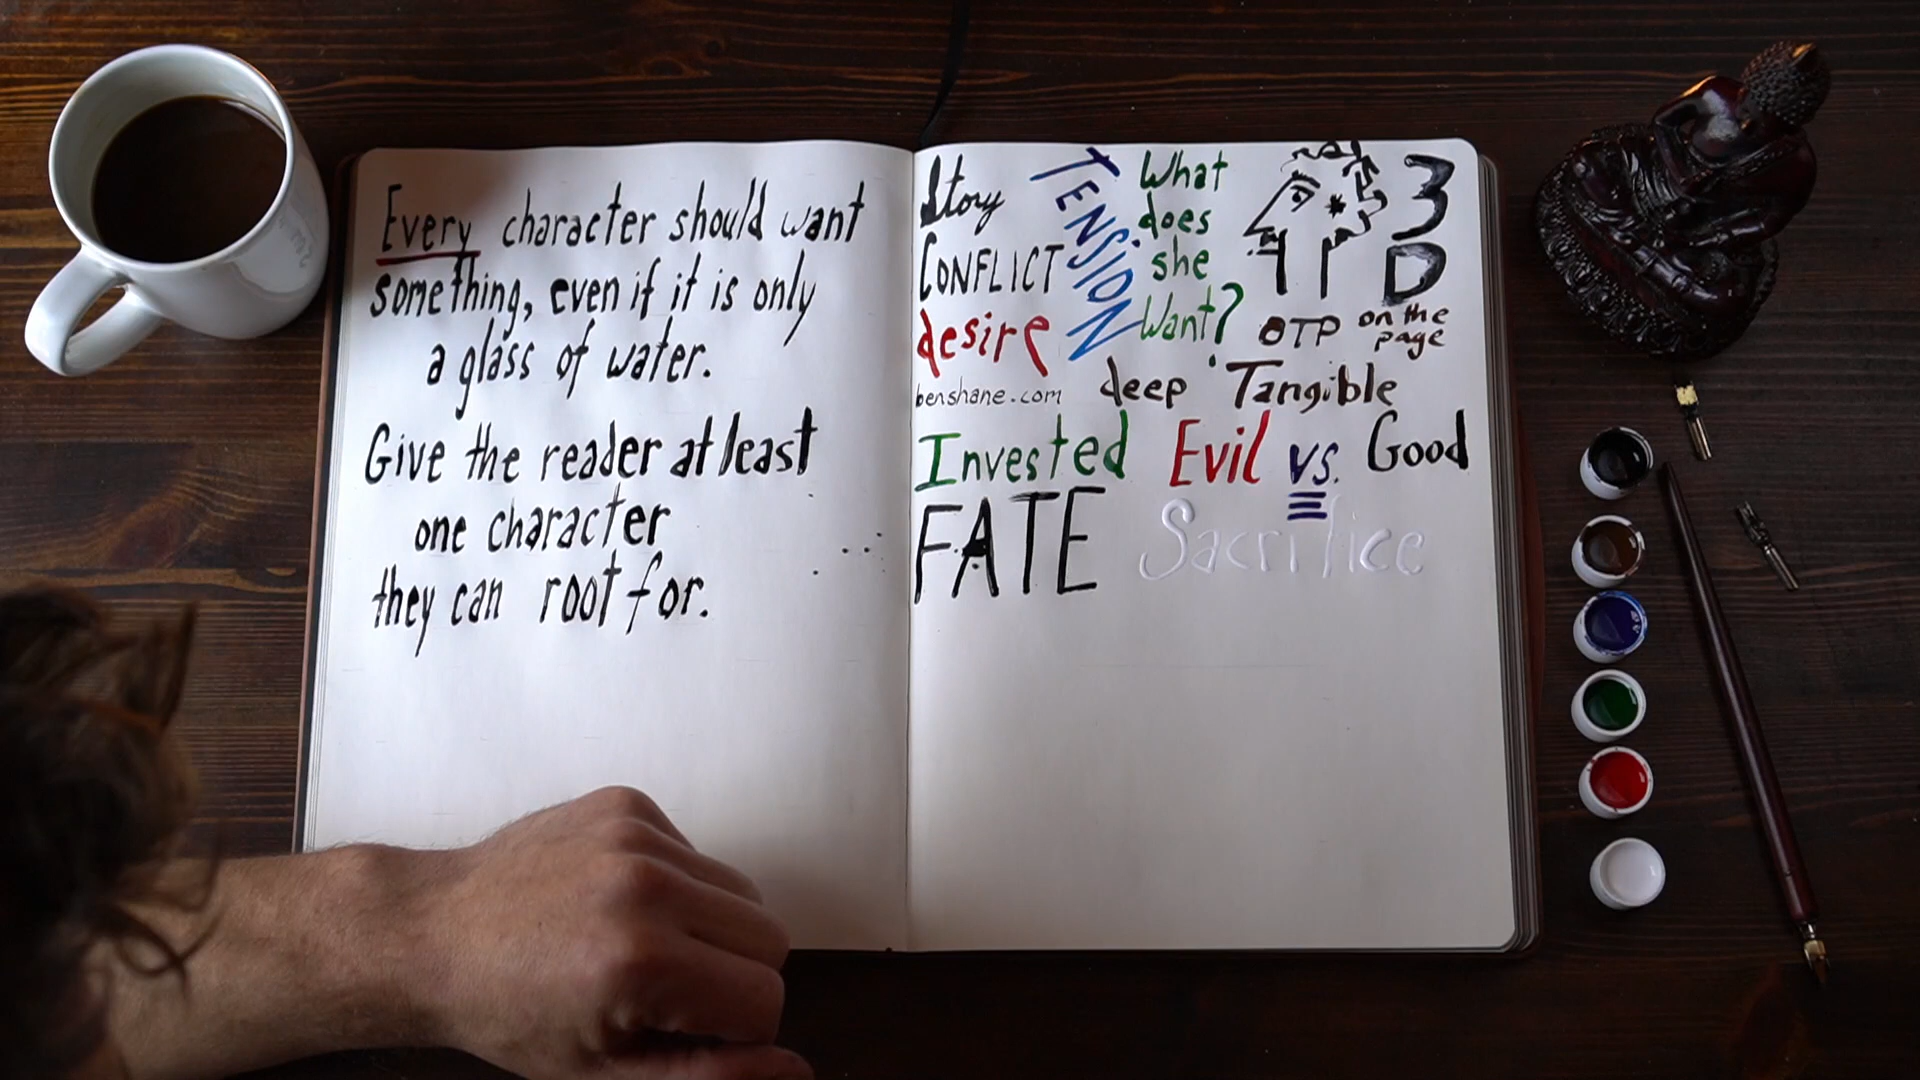 Every character should want
something, even if it is only
a glass of water.
Give the reader at least
one character
they can root for.
Story
CONFLICT
desire
benshane.com
TENSION
What
does
she
Want?
3
D
OTP
on the
page
deep
Tangible
Invested
Evil vs. Good
FATE
Sacrifice